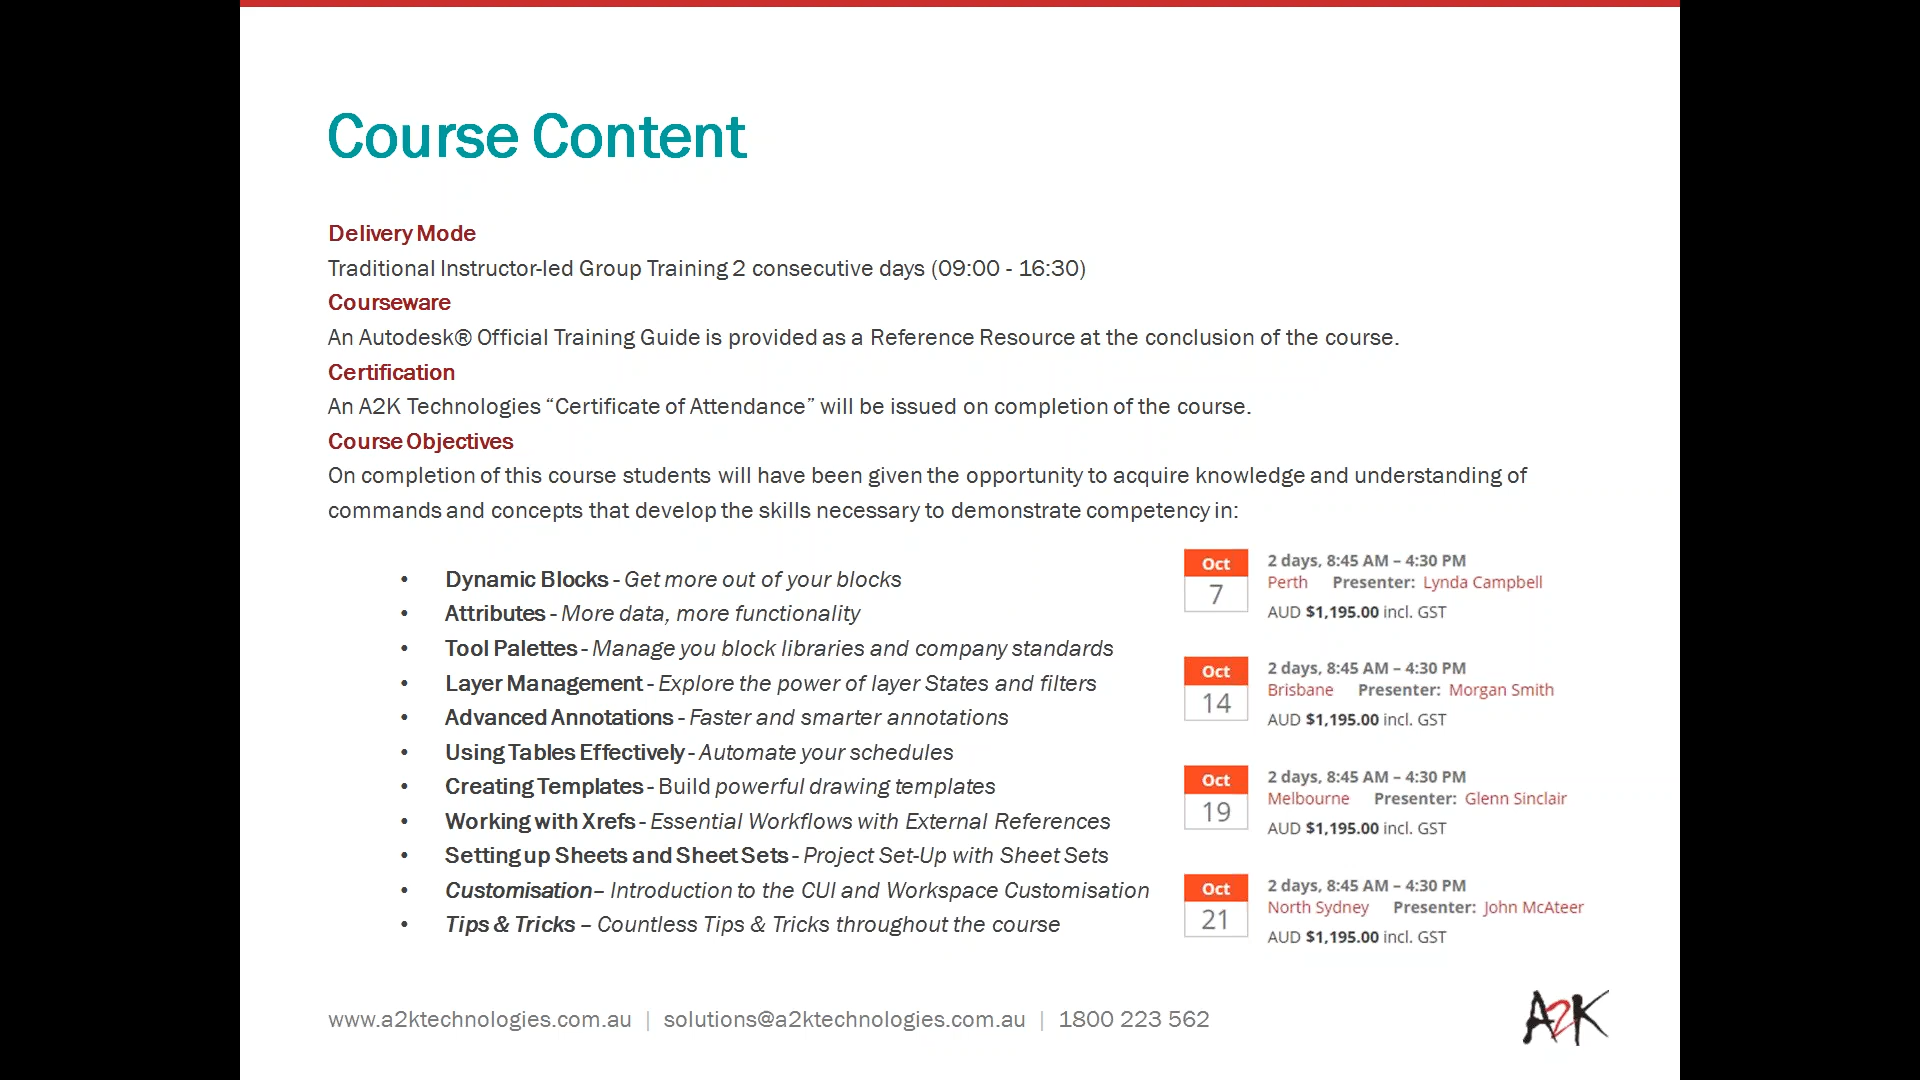 Course Content
Delivery Mode
Traditional Instructor-led Group Training 2 consecutive days (09:00 - 16:30)
Courseware
An Autodesk® Official Training Guide is provided as a Reference Resource at the conclusion of the course.
Certification
An A2K Technologies “Certificate of Attendance” will be issued on completion of the course.
Course Objectives
On completion of this course students will have been given the opportunity to acquire knowledge and understanding of
commands and concepts that develop the skills necessary to demonstrate competency in:
• Dynamic Blocks - Get more out of your blocks
• Attributes - More data, more functionality
• Tool Palettes - Manage you block libraries and company standards
• Layer Management - Explore the power of layer States and filters
• Advanced Annotations - Faster and smarter annotations
• Using Tables Effectively - Automate your schedules
• Creating Templates - Build powerful drawing templates
• Working with Xrefs - Essential Workflows with External References
• Setting up Sheets and Sheet Sets - Project Set-Up with Sheet Sets
• Customisation– Introduction to the CUI and Workspace Customisation
• Tips & Tricks – Countless Tips & Tricks throughout the course
Oct
7
2 days, 8:45 AM – 4:30 PM
Perth Presenter: Lynda Campbell
AUD $1,195.00 incl. GST
Oct
14
2 days, 8:45 AM – 4:30 PM
Brisbane Presenter: Morgan Smith
AUD $1,195.00 incl. GST
Oct
19
2 days, 8:45 AM – 4:30 PM
Melbourne Presenter: Glenn Sinclair
AUD $1,195.00 incl. GST
Oct
21
2 days, 8:45 AM – 4:30 PM
North Sydney Presenter: John McAteer
AUD $1,195.00 incl. GST
www.a2ktechnologies.com.au | solutions@a2ktechnologies.com.au | 1800 223 562
A2K